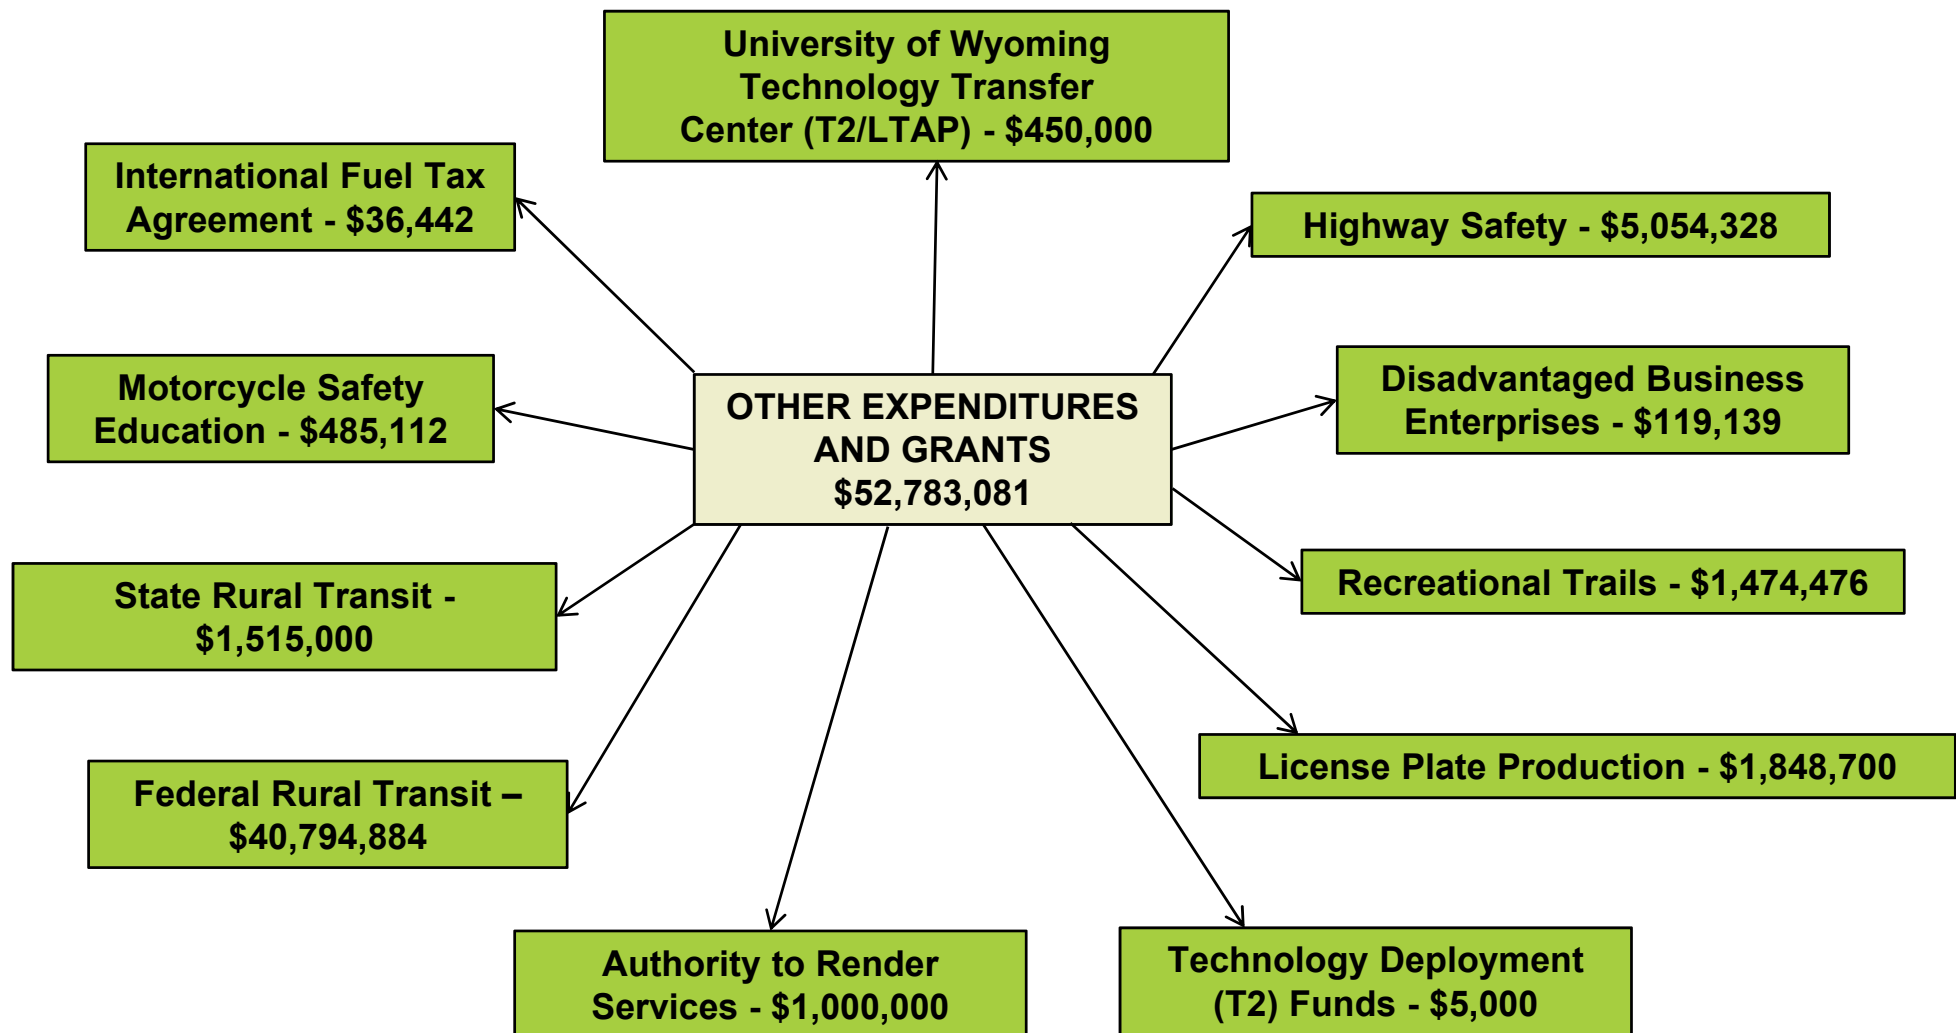 University of Wyoming
Technology Transfer
Center (T2/LTAP) - $450,000
International Fuel Tax
Agreement - $36,442
Highway Safety - $5,054,328
Motorcycle Safety
Education - $485,112
OTHER EXPENDITURES
AND GRANTS
$52,783,081
Disadvantaged Business
Enterprises - $119,139
State Rural Transit -
$1,515,000
Recreational Trails - $1,474,476
Federal Rural Transit –
$40,794,884
License Plate Production - $1,848,700
Authority to Render
Services - $1,000,000
Technology Deployment
(T2) Funds - $5,000